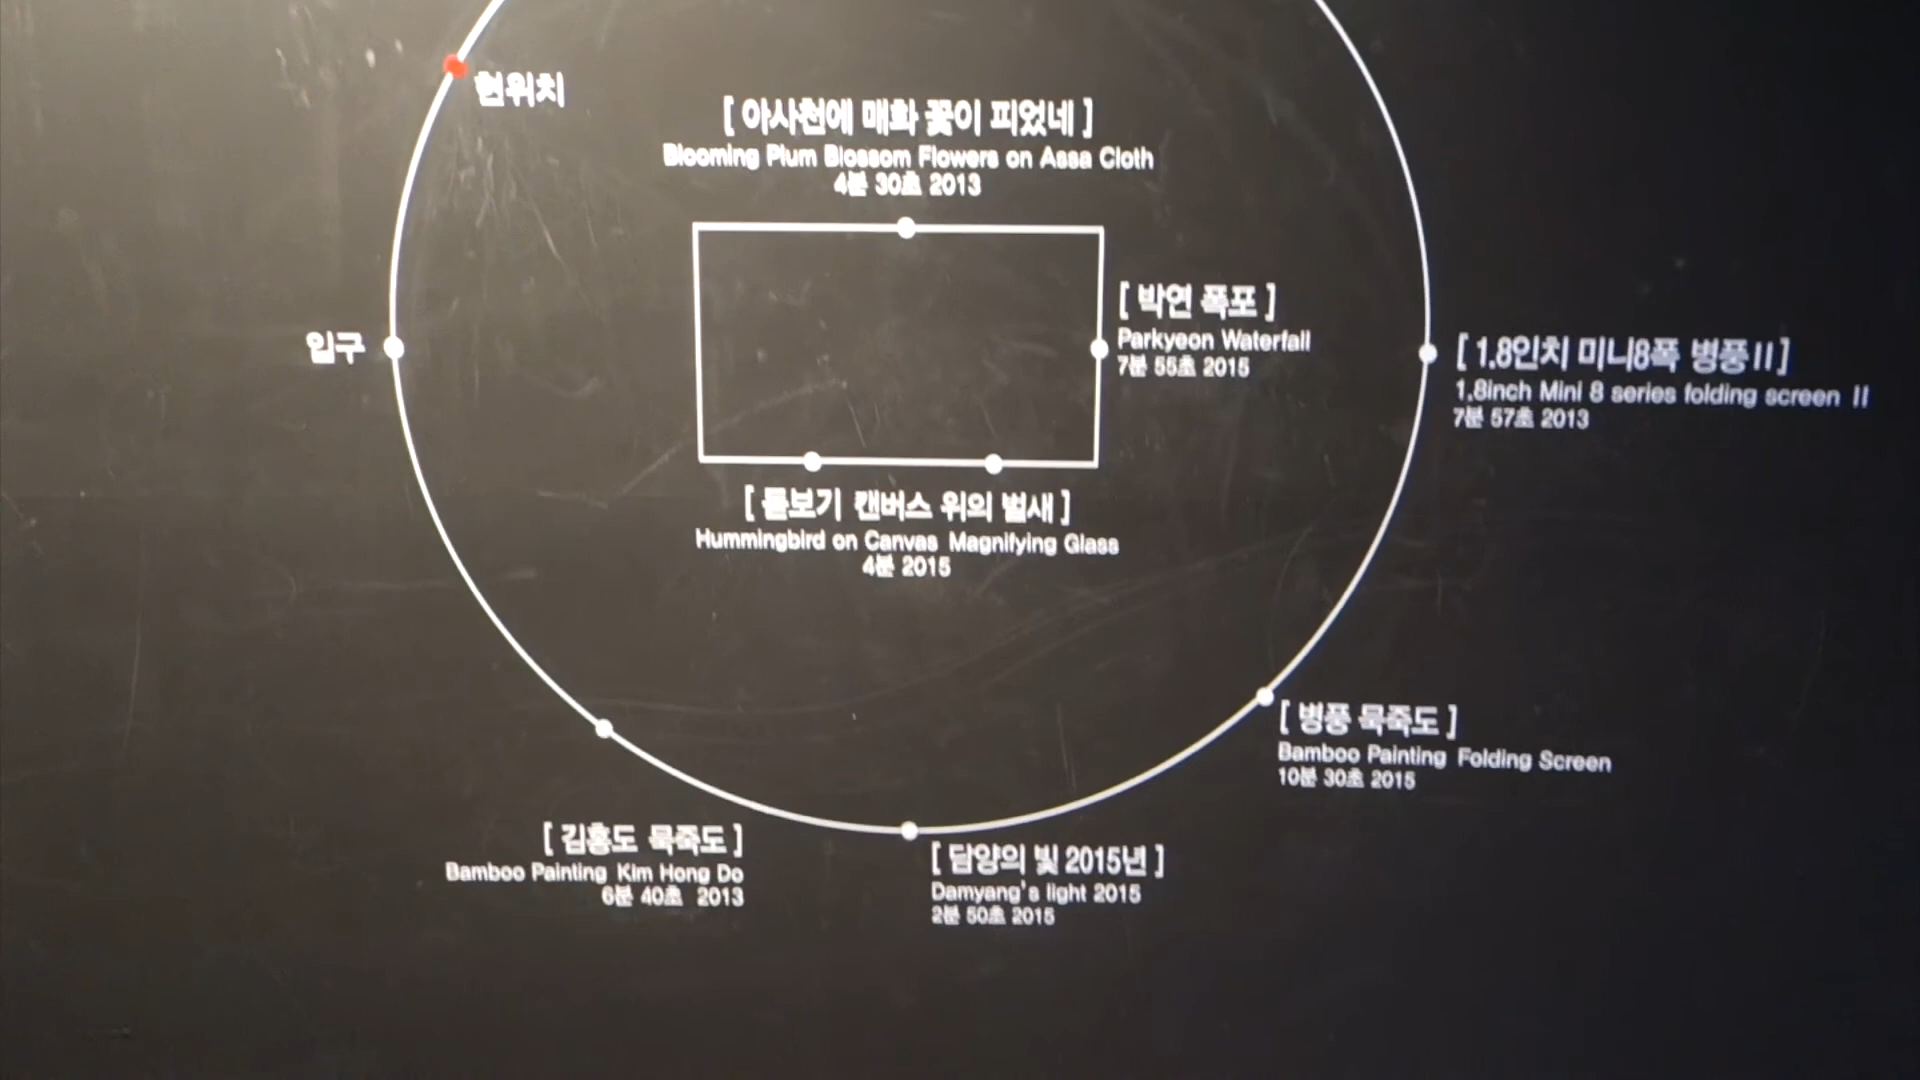 현위치
[ 아사천에 매화 꽃이 피었네 ]
Blooming Plum Blossom Flowers on Assa Cloth
4분 30초 2013
[ 박연 폭포 ]
Parkyeon Waterfall
7분 55초 2015
입구
[ 1.8인치 미니8폭 병풍 II ]
1.8inch Mini 8 series folding screen II
7분 57초 2013
[ 돋보기 캔버스 위의 벌새 ]
Hummingbird on Canvas Magnifying Glass
4분 2015
[ 병풍 묵죽도 ]
Bamboo Painting Folding Screen
10분 30초 2015
[ 김홍도 묵죽도 ]
Bamboo Painting Kim Hong Do
6분 40초 2013
[ 담양의 빛 2015년 ]
Damyang's light 2015
2분 50초 2015